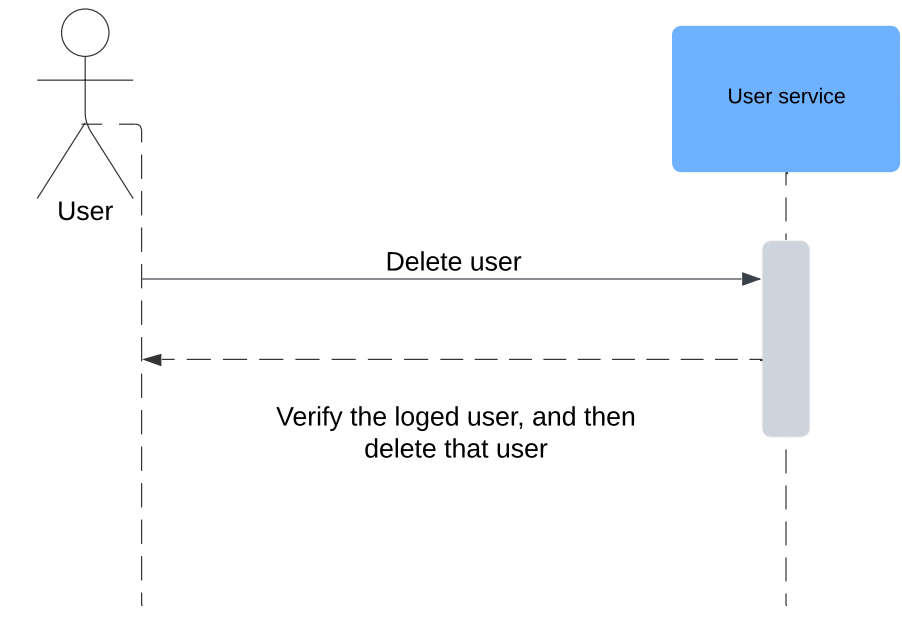 User service
User
Delete user
Verify the loged user, and then
delete that user